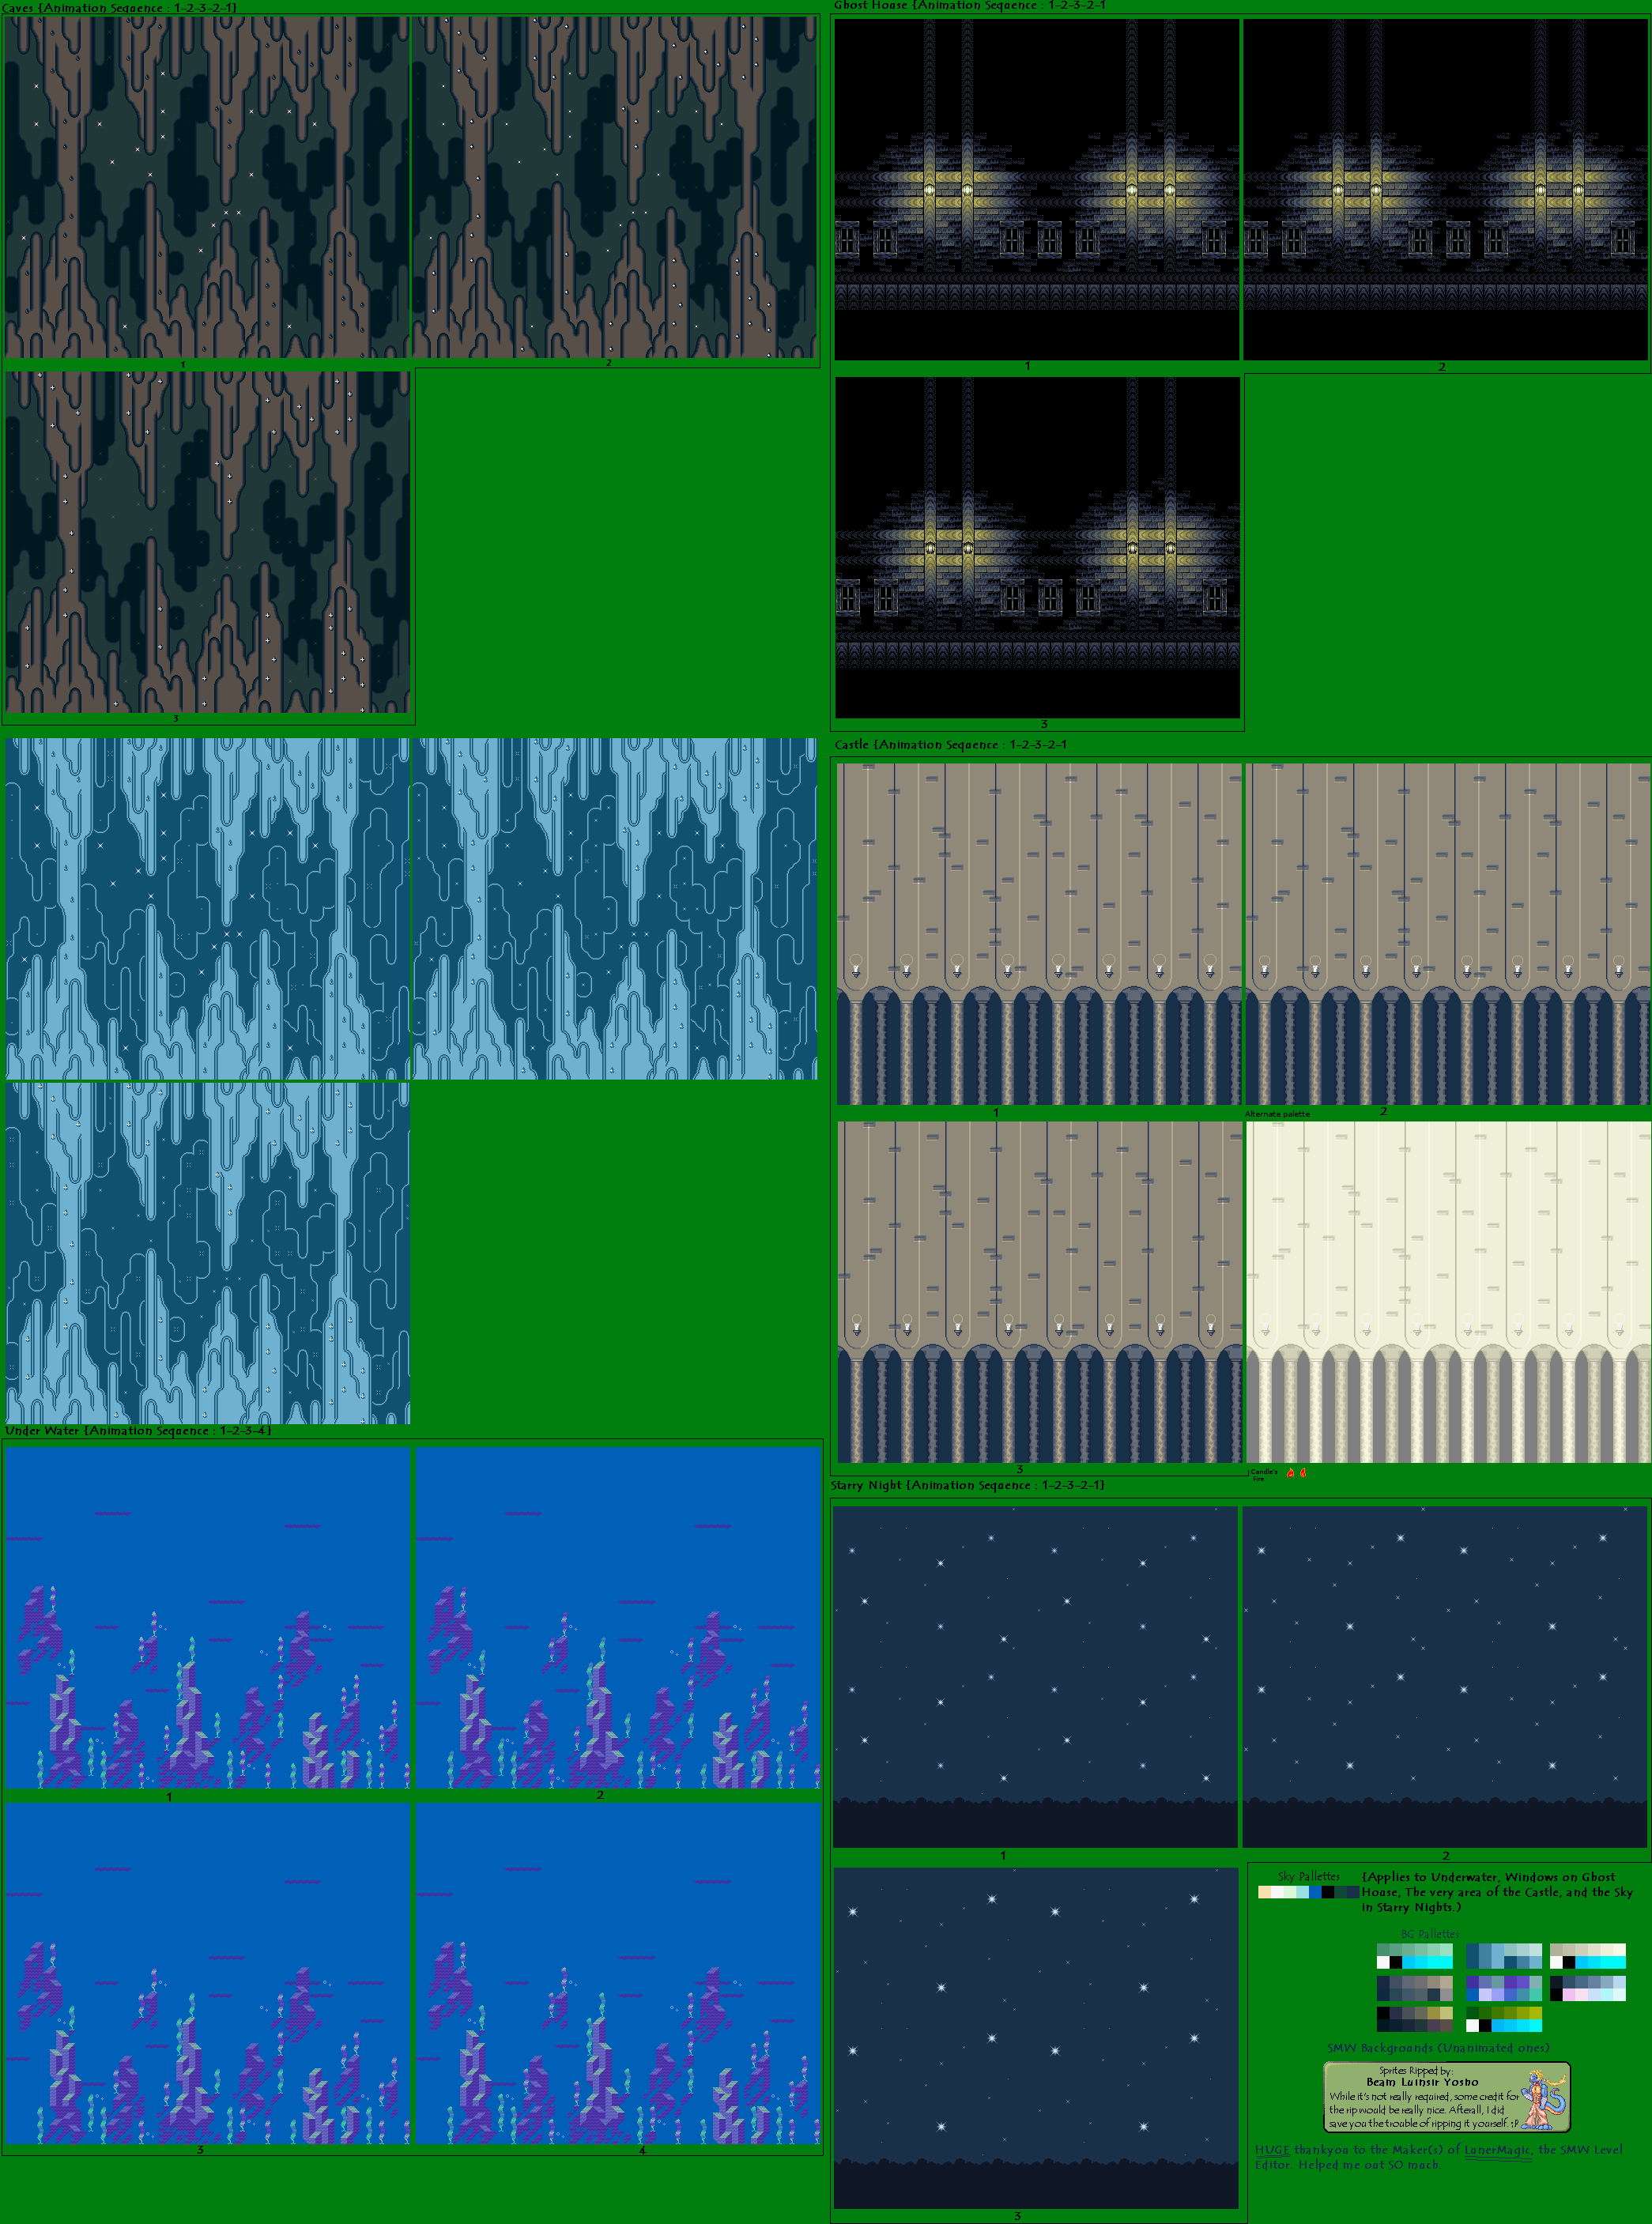 Caves {Animation Sequence : 1-2-3-2-1}
1
2
3
Ghost House {Animation Sequence : 1-2-3-2-1
1
2
3
Castle {Animation Sequence : 1-2-3-2-1
1
2
Alternate palette
3
Candle's
Fire
Under Water {Animation Sequence : 1-2-3-4}
1
2
3
4
Starry Night {Animation Sequence : 1-2-3-2-1}
1
2
3
Sky Pallettes
{Applies to Underwater, Windows on Ghost
House, The very area of the Castle, and the Sky
in Starry Nights.)
BG Pallettes
SMW Backgrounds (Unanimated ones)
Sprites Ripped by:
Beam Luinsir Yosho
While it's not really required, some credit for
the rip would be really nice. Afterall, I did
save you the trouble of ripping it yourself. :P
HUGE thankyou to the Maker(s) of LunerMagic, the SMW Level
Editor. Helped me out SO much.